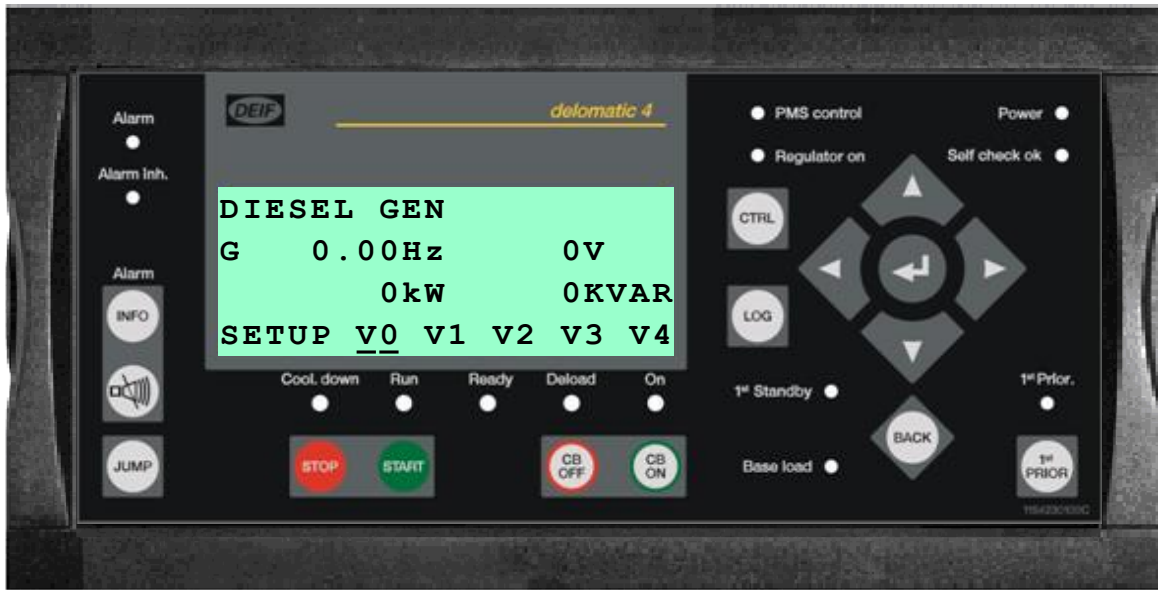 DEIF
delomatic 4
Alarm
Alarm Inh.
DIESEL GEN
G 0.00Hz 0V
0kW 0KVAR
SETUP V0 V1 V2 V3 V4
PMS control
Power
Regulator on
Self check ok
CTRL
LOG
Alarm
INFO
JUMP
Cool. down
Run
Ready
Deload
On
STOP
START
CB
OFF
CB
ON
1st Standby
Base load
BACK
1st Prior.
1st
PRIOR